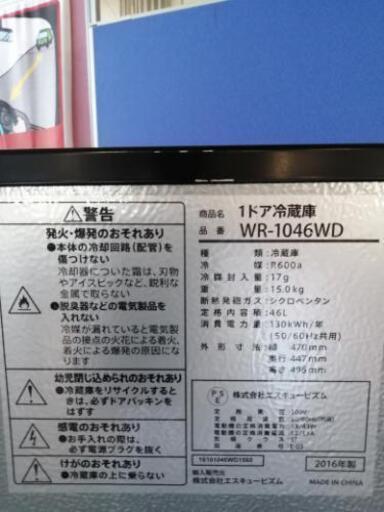 ⚠警告
発火・爆発のおそれあり
●本体の冷却回路(配管)を
傷つけない
冷却器についた霜は、刃物
やアイスピックなど、鋭利な
金属で取らない。
●脱臭器などの電気製品を
入れない
冷媒が漏れていると電気製
品の接点の火花による着火、
着火による爆発の原因に
なります
幼児閉じ込められのおそれあり
●冷蔵庫をリサイクルすると
き、必ずドアパッキンを
はずす
感電のおそれあり
●お手入れの際は、必ず
電源プラグを抜く
けがのおそれあり
●冷蔵庫の上に乗らない
商品名 1ドア冷蔵庫
品番 WR-1046WD
種類:冷蔵庫
冷媒:R600a
冷媒封入量:17g
重量:15.0kg
断熱発砲ガス:シクロペンタン
定格内容積:46L
消費電力量:130kWh/年
(50/60Hz共用)
外形寸法:幅 470mm
奥行 447mm
高さ 496mm
PSE
株式会社エスキュービズム
輸入販売元
株式会社エスキュービズム
2016年製
MADE IN CHINA